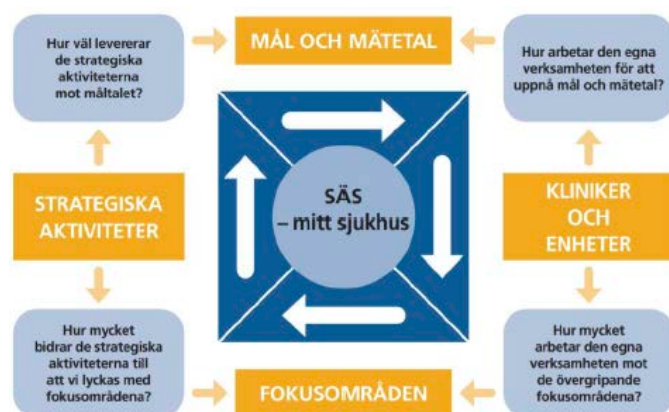 Hur väl levererar
de strategiska
aktiviteterna
mot måltalet?
MÅL OCH MÄTETAL
Hur arbetar den egna
verksamheten för att
uppnå mål och mätetal?
STRATEGISKA
AKTIVITETER
SÄS
– mitt sjukhus
KLINIKER
OCH
ENHETER
Hur mycket
bidrar de strategiska
aktiviteterna till
att vi lyckas med
fokusområdena?
FOKUSOMRÅDEN
Hur mycket
arbetar den egna
verksamheten mot
de övergripande
fokusområdena?